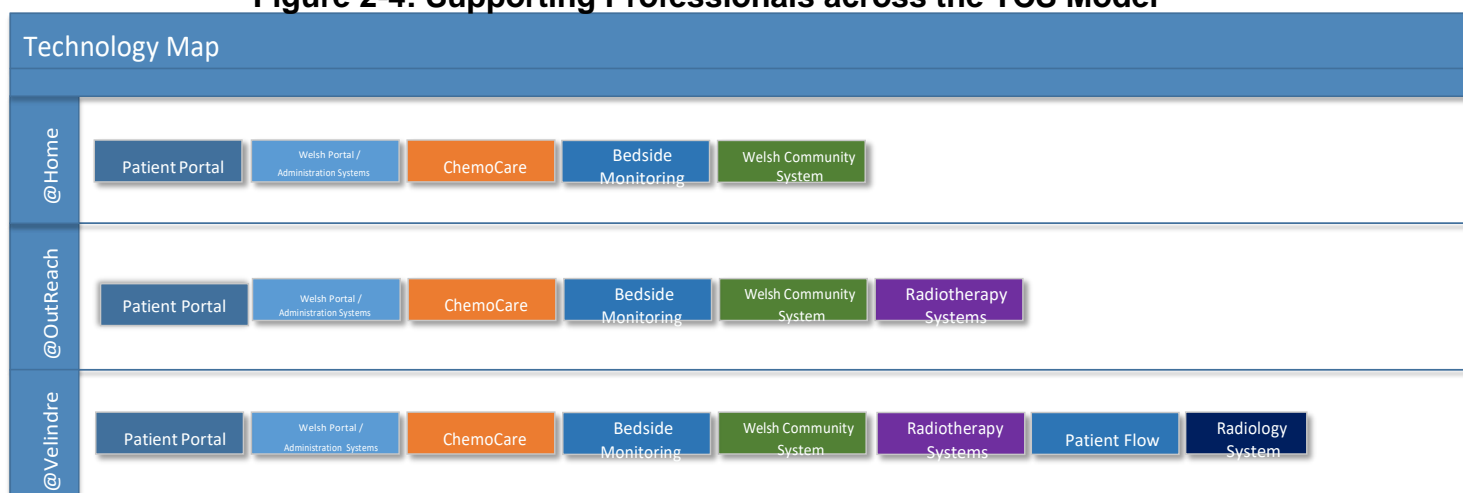 Figure 2-4: Supporting Professionals across the TCS Model
Technology Map
@Home
Patient Portal
Welsh Portal /
Administration Systems
ChemoCare
Bedside
Monitoring
Welsh Community
System
@OutReach
Patient Portal
Welsh Portal /
Administration Systems
ChemoCare
Bedside
Monitoring
Welsh Community
System
Radiotherapy
Systems
@Velindre
Patient Portal
Welsh Portal /
Administration Systems
ChemoCare
Bedside
Monitoring
Welsh Community
System
Radiotherapy
Systems
Patient Flow
Radiology
System